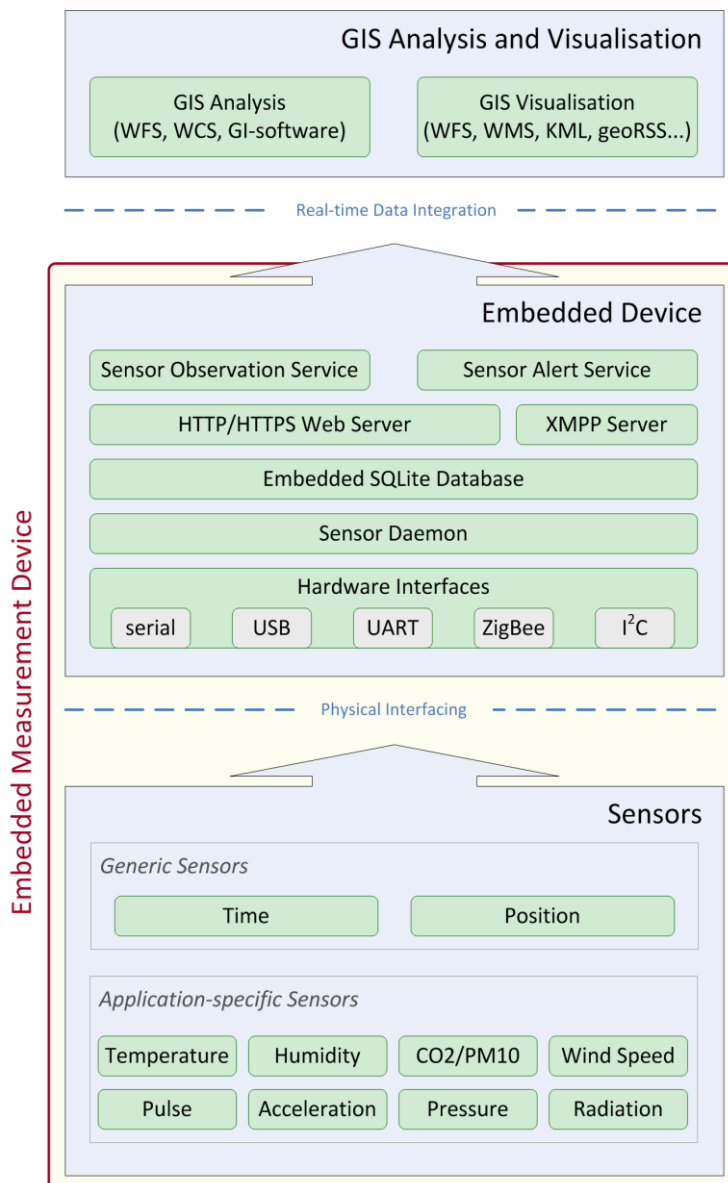 GIS Analysis and Visualisation
GIS Analysis
(WFS, WCS, GI-software)
GIS Visualisation
(WFS, WMS, KML, geoRSS...)
Real-time Data Integration
Embedded Measurement Device
Embedded Device
Sensor Observation Service
Sensor Alert Service
HTTP/HTTPS Web Server
XMPP Server
Embedded SQLite Database
Sensor Daemon
Hardware Interfaces
serial
USB
UART
ZigBee
I²C
Physical Interfacing
Sensors
Generic Sensors
Time
Position
Application-specific Sensors
Temperature
Humidity
CO2/PM10
Wind Speed
Pulse
Acceleration
Pressure
Radiation